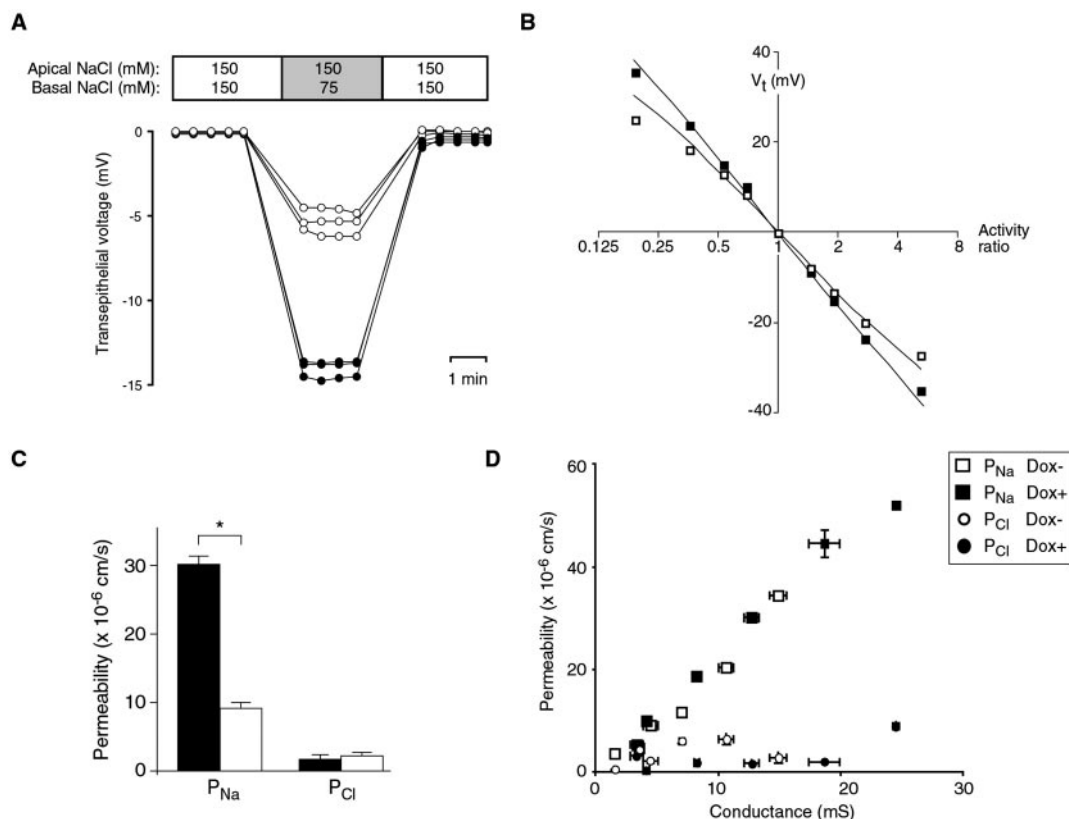 A
Apical NaCl (mM): 150 150 150
Basal NaCl (mM): 150 75 150
Transepithelial voltage (mV)
0
-5
-10
-15
1 min
B
40
Vt (mV)
20
0.125 0.25 0.5 1 2 4 8
Activity
ratio
-20
-40
C
Permeability (x 10-6 cm/s)
30
20
10
0
*
PNa PCl
D
Permeability (x 10-6 cm/s)
60
40
20
0
0 10 20 30
Conductance (mS)
PNa Dox-
PNa Dox+
PCl Dox-
PCl Dox+